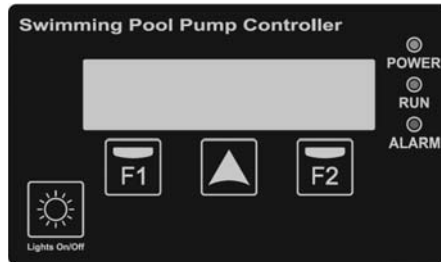 Swimming Pool Pump Controller
POWER
RUN
ALARM
F1
F2
Lights On/Off